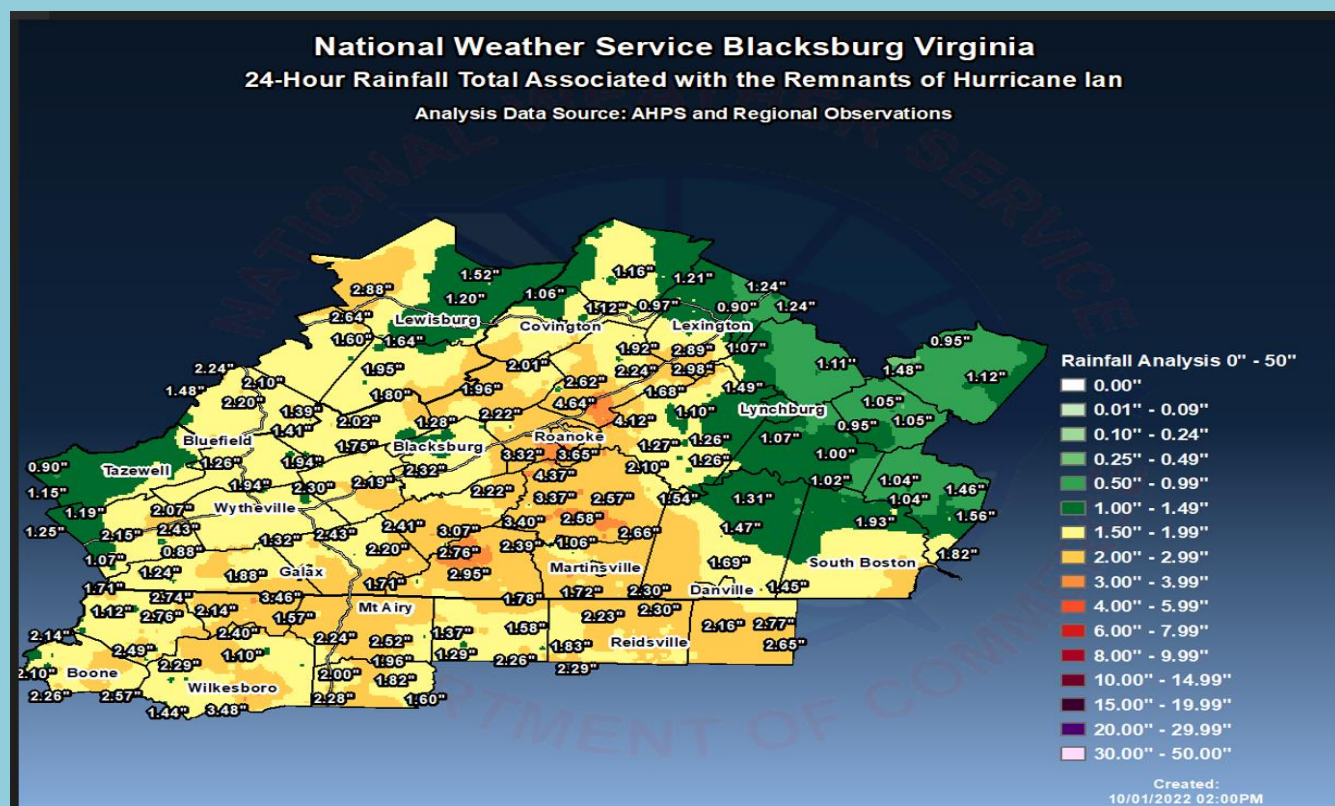 National Weather Service Blacksburg Virginia
24-Hour Rainfall Total Associated with the Remnants of Hurricane Ian
Analysis Data Source: AHPS and Regional Observations
NATIONAL WEATHER SERVICE
1.52" 1.16" 1.21"
2.88" 1.20" 1.06" 1.24"
2.64" Lewisburg 1.12" 0.97" 0.90" 1.24"
Covington Lexington
1.60" 1.64" 1.92" 2.89" 1.07" 0.95"
2.24" 1.95" 2.01" 2.24" 2.98" 1.11" 1.48" 1.12"
1.48" 2.10" 1.80" 1.96" 2.62" 1.68" 1.49"
2.20" 1.39" 4.64" 1.10" Lynchburg 1.05"
1.41" 2.02" 1.28" 2.22" 4.12" 0.95" 1.05"
Bluefield 1.75" Blacksburg Roanoke 1.27" 1.26" 1.07"
0.90" Tazewell 1.26" 1.94" 2.32" 3.32" 3.65" 2.10" 1.26" 1.00"
1.15" 1.94" 2.30" 2.19" 2.22" 4.37" 1.02" 1.04" 1.46"
1.19" 2.07" Wytheville 3.37" 2.57" 1.54" 1.31" 1.04"
1.25" 2.15" 2.43" 1.32" 2.43" 2.41" 3.07" 3.40" 2.58" 2.66" 1.47" 1.93" 1.56"
1.07" 0.88" 2.20" 2.76" 2.39" 1.06" 1.82"
1.24" 1.88" Galax 2.95" Martinsville 1.69" South Boston
1.71" 2.74" 3.46" 1.71" 1.78" 1.72" 2.30" Danville 1.45"
1.12" 2.76" 2.14" 1.57" Mt Airy 2.23" 2.30"
2.14" 2.40" 2.24" 2.52" 1.37" 1.58" 2.16" 2.77"
2.49" 2.29" 1.10" 1.96" 1.29" 2.26" 1.83" Reidsville 2.65"
2.10" Boone 2.00" 1.82" 2.29"
2.26" 2.57" Wilkesboro 2.28" 1.60"
1.44" 3.48"
DEPARTMENT OF COMMERCE
Rainfall Analysis 0" - 50"
0.00"
0.01" - 0.09"
0.10" - 0.24"
0.25" - 0.49"
0.50" - 0.99"
1.00" - 1.49"
1.50" - 1.99"
2.00" - 2.99"
3.00" - 3.99"
4.00" - 5.99"
6.00" - 7.99"
8.00" - 9.99"
10.00" - 14.99"
15.00" - 19.99"
20.00" - 29.99"
30.00" - 50.00"
Created:
10/01/2022 02:00PM